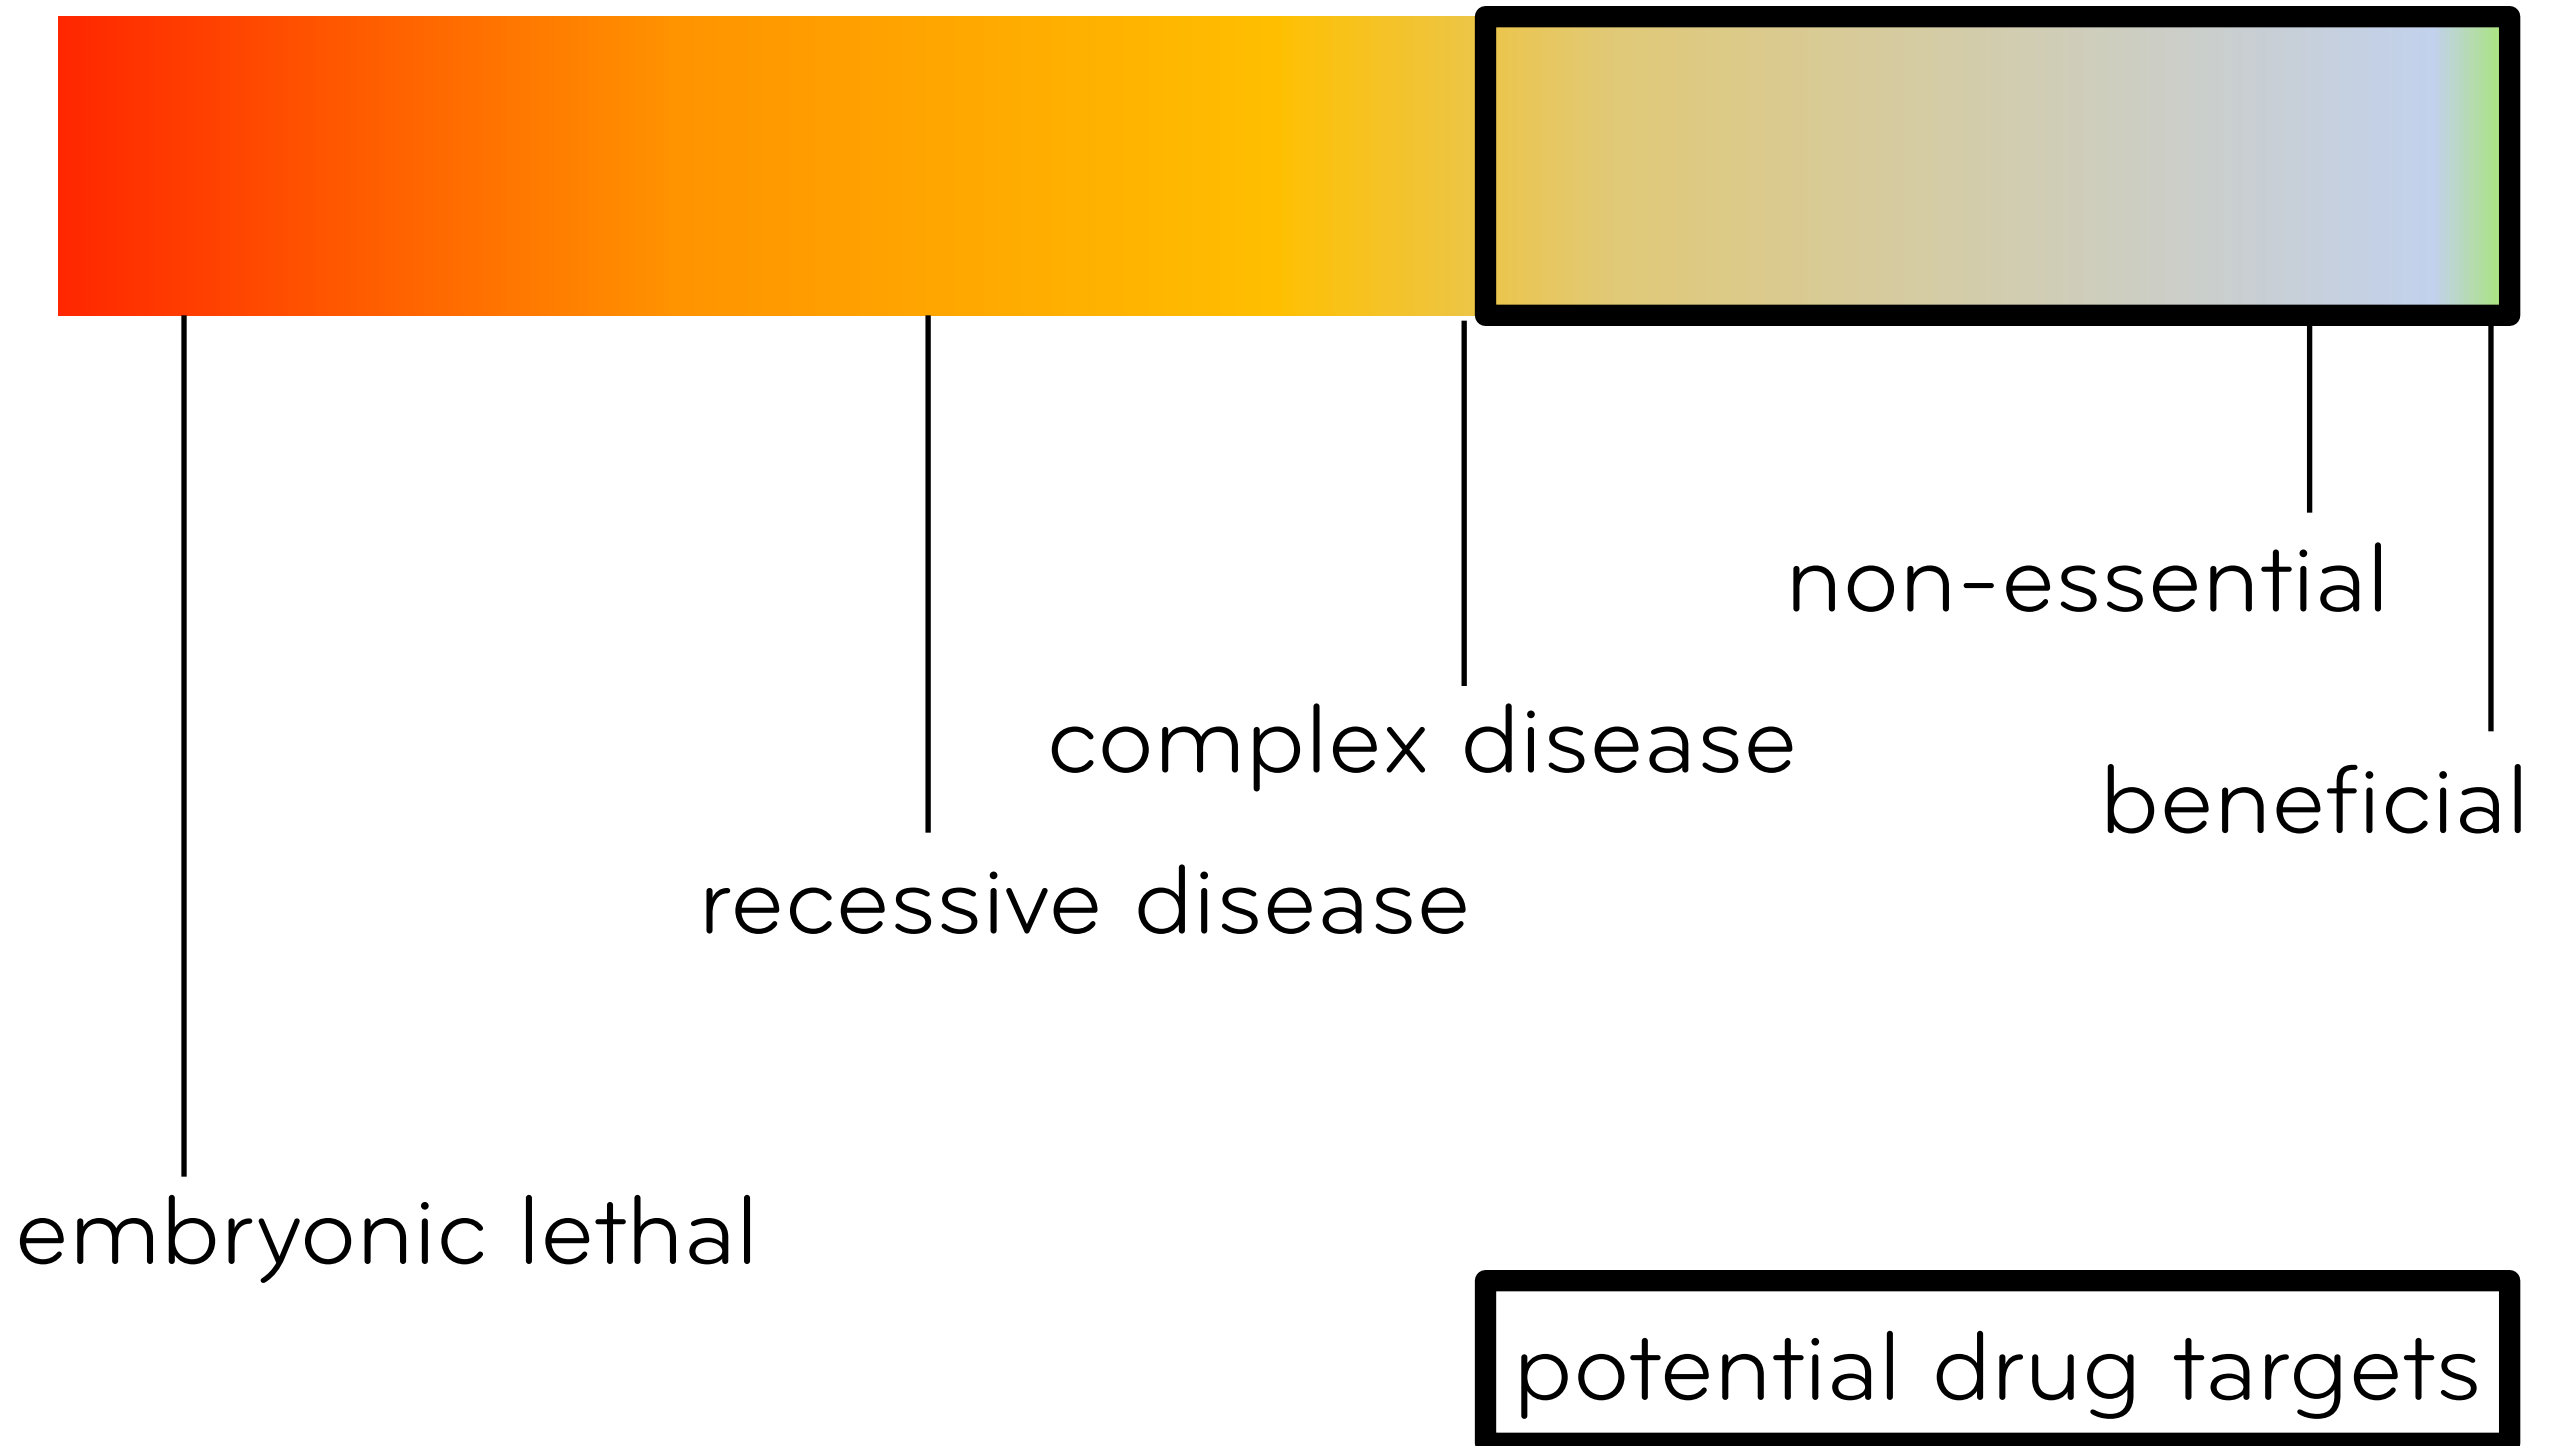 non-essential
complex disease
beneficial
recessive disease
embryonic lethal
potential drug targets